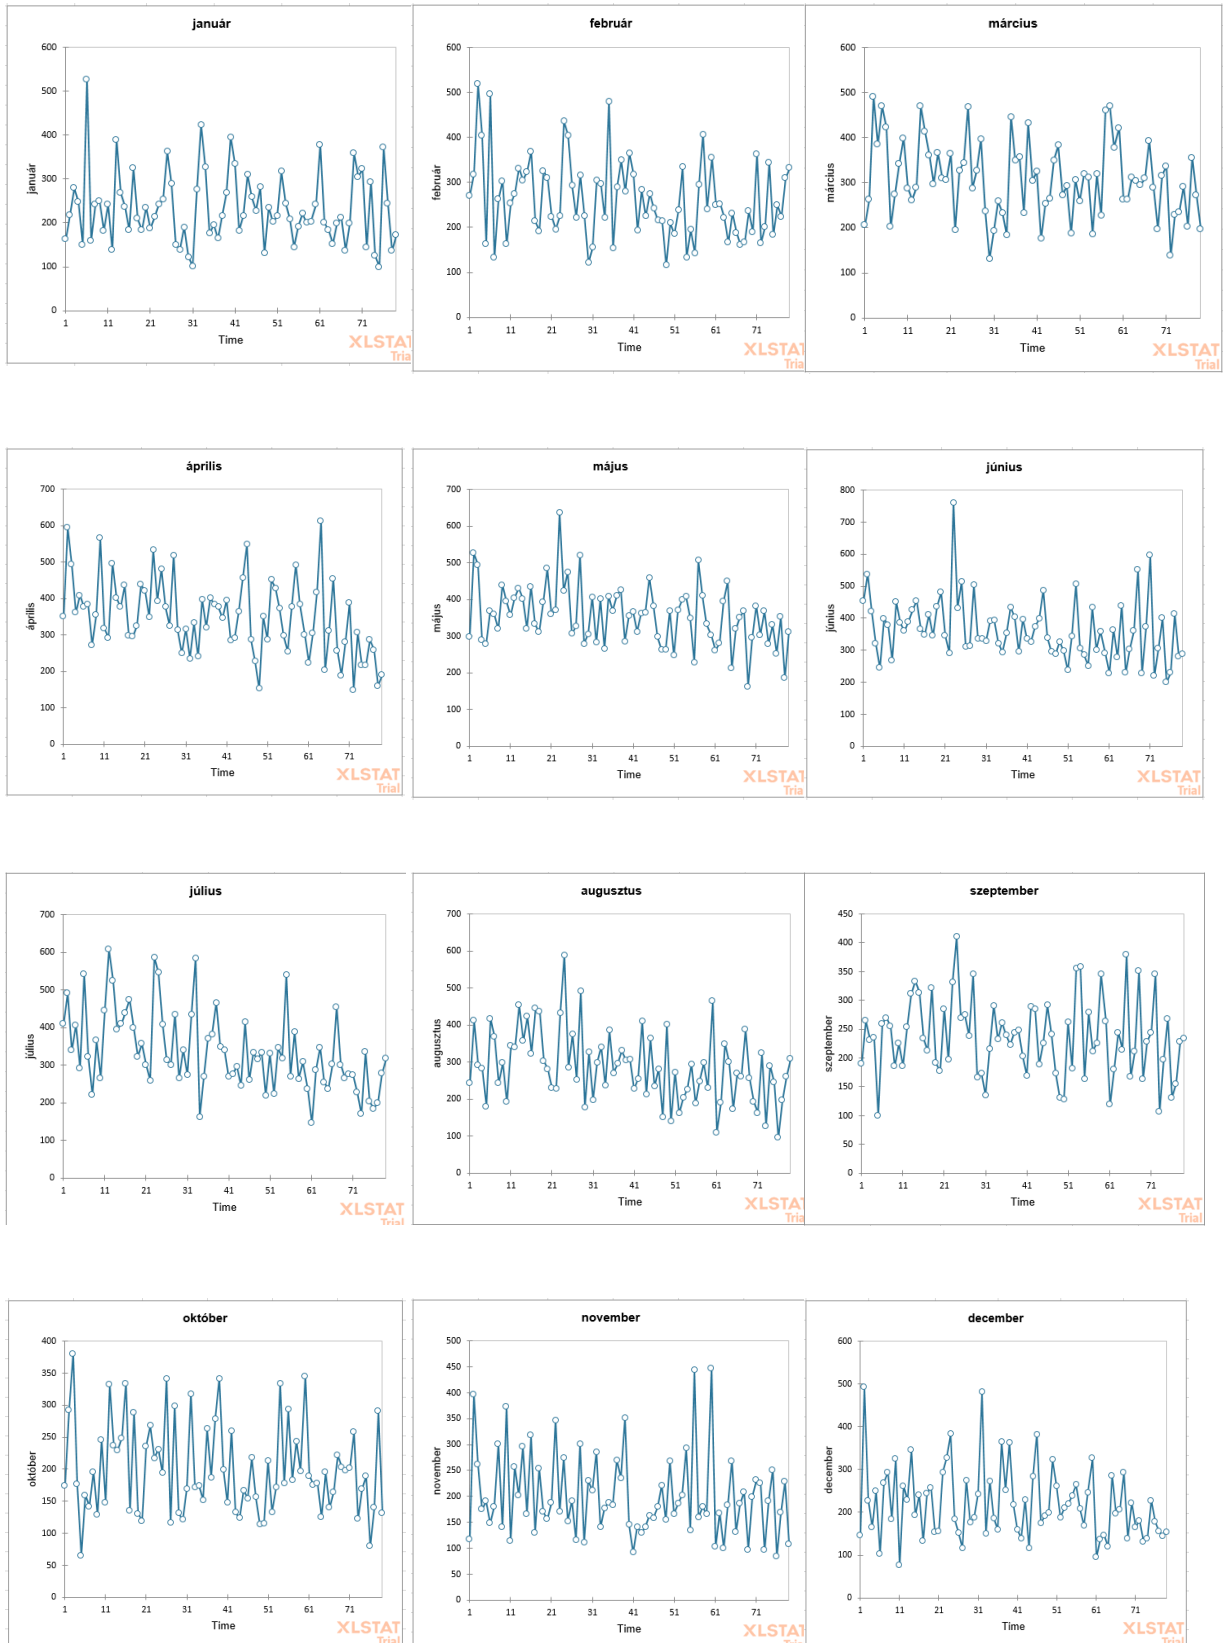 január
600
500
400
300
200
100
0
január
1 11 21 31 41 51 61 71
Time
XLSTAT
Trial
február
600
500
400
300
200
100
0
február
1 11 21 31 41 51 61 71
Time
XLSTAT
Trial
március
600
500
400
300
200
100
0
március
1 11 21 31 41 51 61 71
Time
XLSTAT
Trial
április
700
600
500
400
300
200
100
0
április
1 11 21 31 41 51 61 71
Time
XLSTAT
Trial
május
700
600
500
400
300
200
100
0
május
1 11 21 31 41 51 61 71
Time
XLSTAT
Trial
június
800
700
600
500
400
300
200
100
0
június
1 11 21 31 41 51 61 71
Time
XLSTAT
Trial
július
700
600
500
400
300
200
100
0
július
1 11 21 31 41 51 61 71
Time
XLSTAT
Trial
augusztus
700
600
500
400
300
200
100
0
augusztus
1 11 21 31 41 51 61 71
Time
XLSTAT
Trial
szeptember
450
400
350
300
250
200
150
100
50
0
szeptember
1 11 21 31 41 51 61 71
Time
XLSTAT
Trial
október
400
350
300
250
200
150
100
50
0
október
1 11 21 31 41 51 61 71
Time
XLSTAT
Trial
november
500
450
400
350
300
250
200
150
100
50
0
november
1 11 21 31 41 51 61 71
Time
XLSTAT
Trial
december
600
500
400
300
200
100
0
december
1 11 21 31 41 51 61 71
Time
XLSTAT
Trial